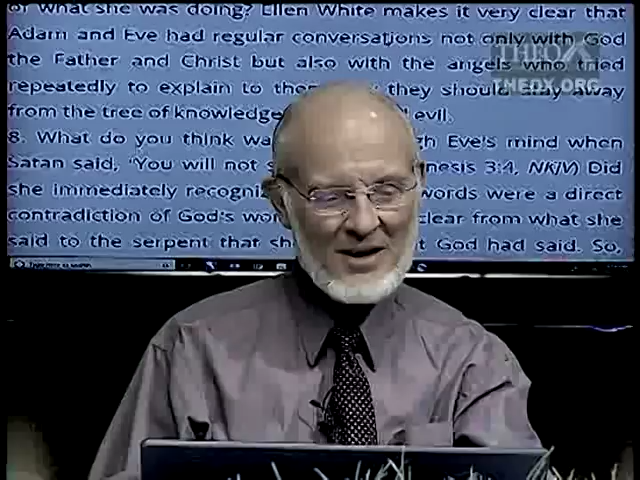 of what she was doing? Ellen White makes it very clear that
Adam and Eve had regular conversations not only with God
the Father and Christ but also with the angels who tried
repeatedly to explain to they should stay away
from the tree of knowledge evil.
8. What do you think Eve's mind when
Satan said, "You will not 3:4, NKJV) Did
she immediately words were a direct
contradiction of God's clear from what she
said to the serpent that God had said. So,
THEOX
THEOX.ORG